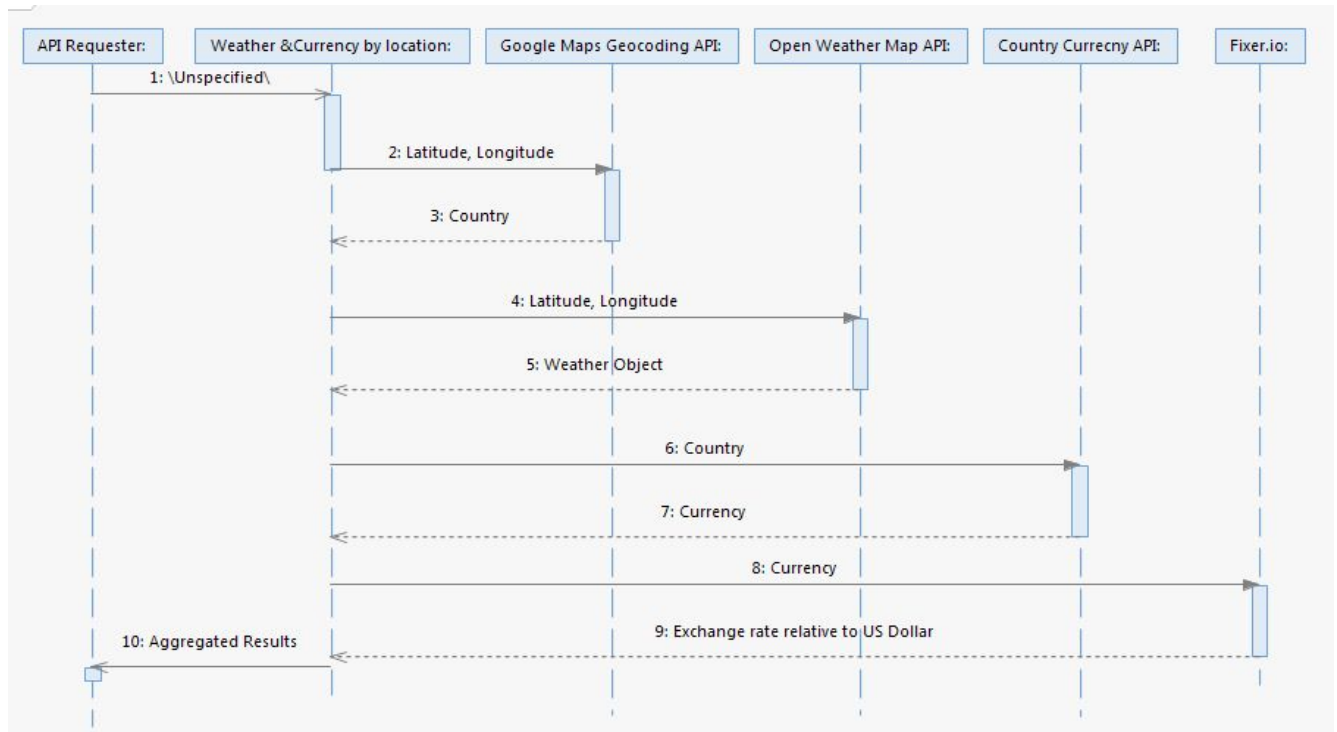 API Requester:
Weather &Currency by location:
Google Maps Geocoding API:
Open Weather Map API:
Country Currecny API:
Fixer.io:
1: \Unspecified\
2: Latitude, Longitude
3: Country
4: Latitude, Longitude
5: Weather Object
6: Country
7: Currency
8: Currency
9: Exchange rate relative to US Dollar
10: Aggregated Results